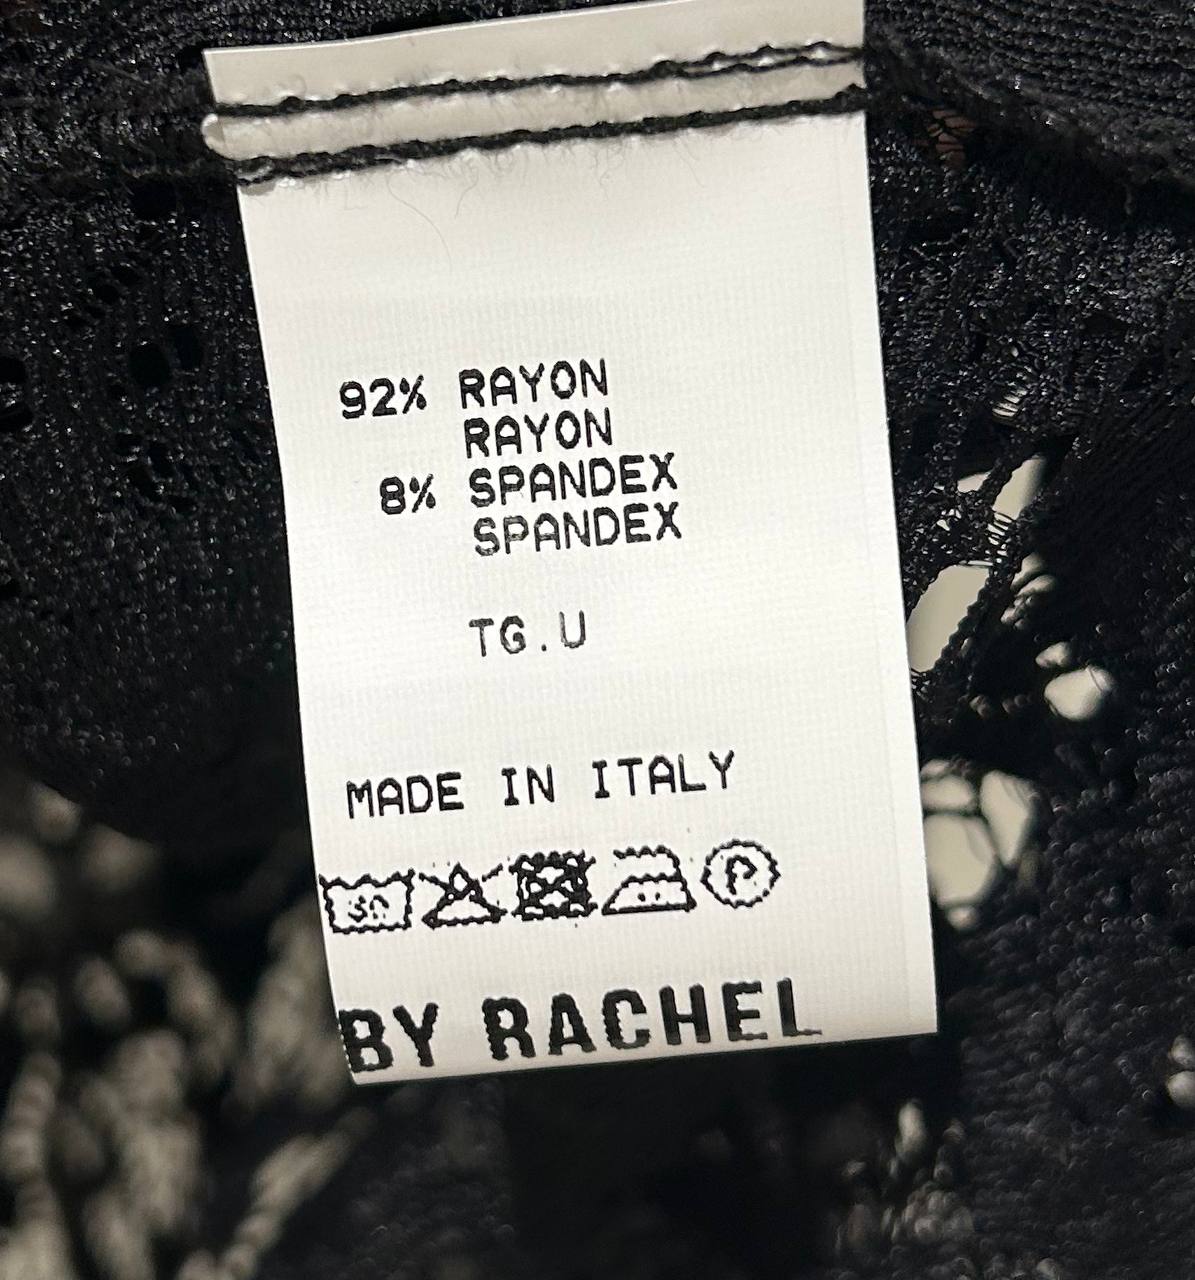 92% RAYON
RAYON
8% SPANDEX
SPANDEX
TG.U
MADE IN ITALY
30 P
BY RACHEL